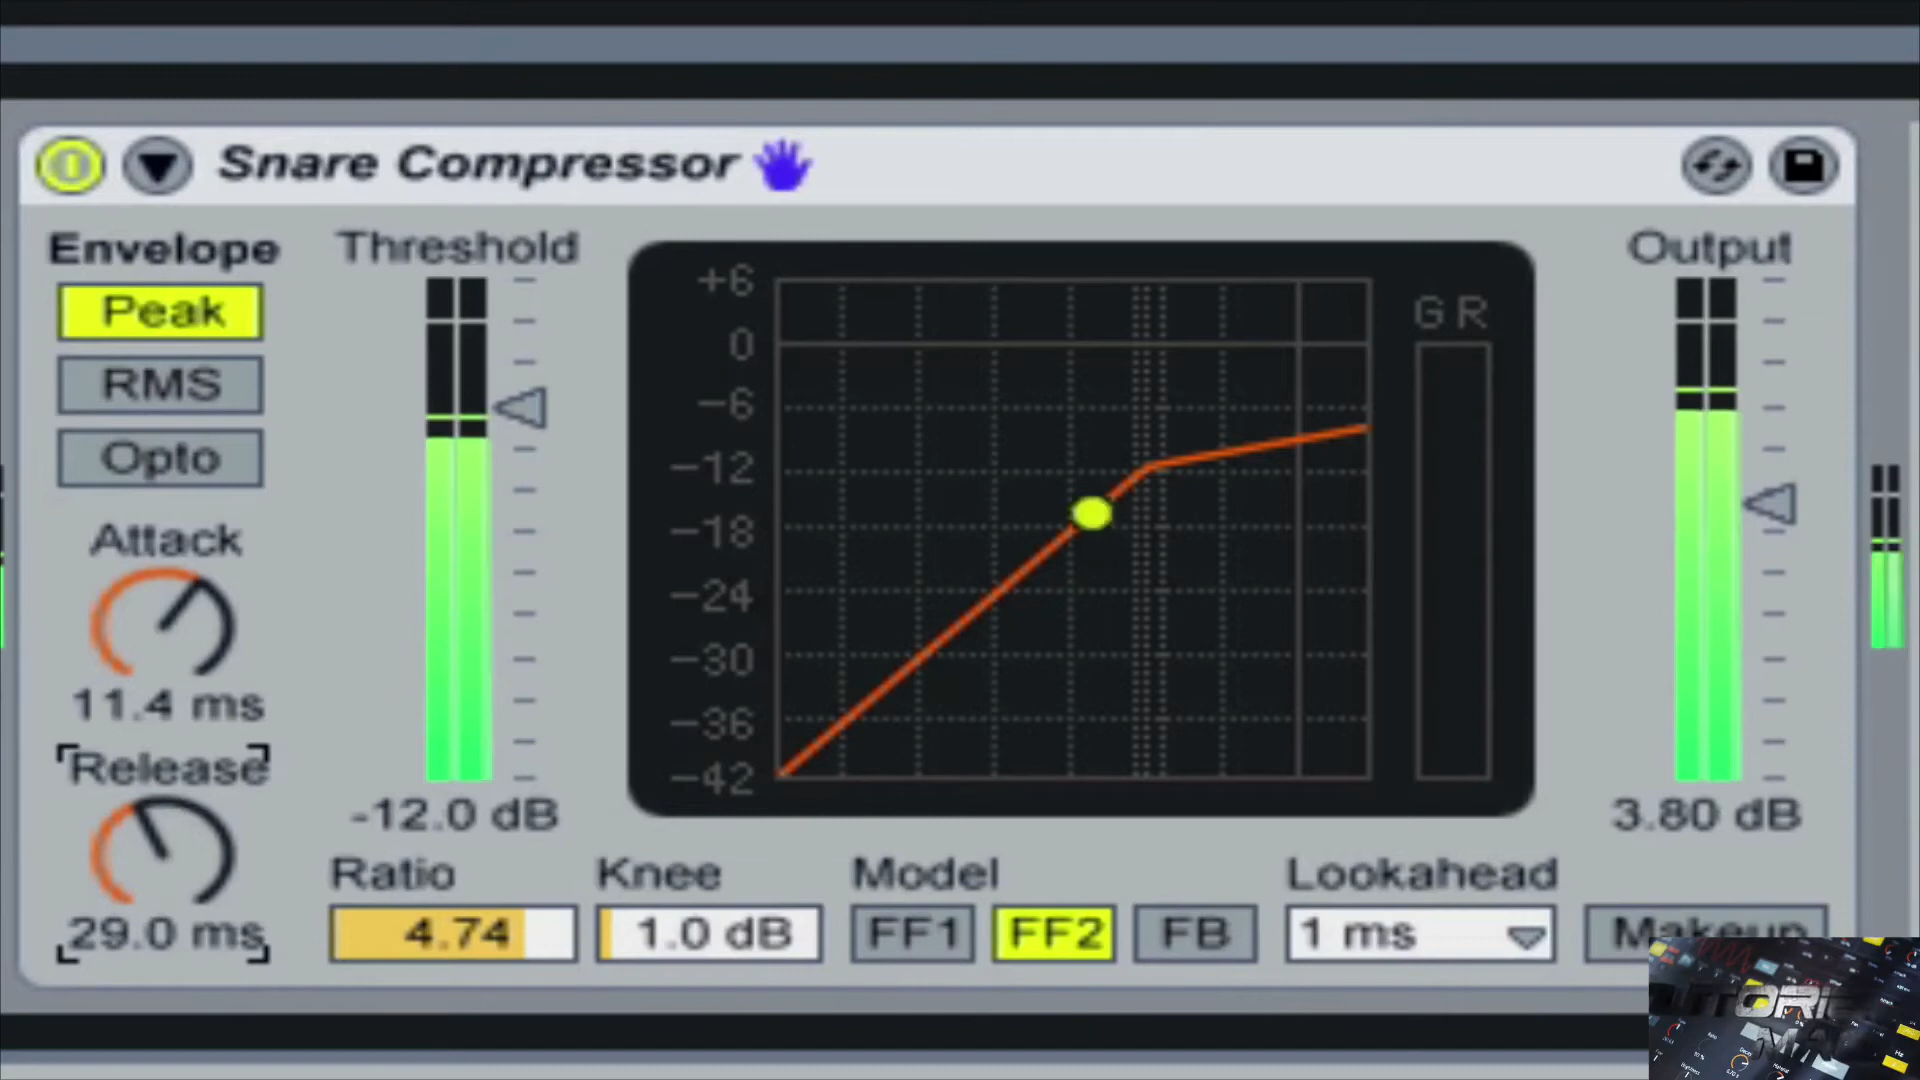 Snare Compressor
Envelope
Peak
RMS
Opto
Attack
11.4 ms
Release
29.0 ms
Threshold
-12.0 dB
+6
0
-6
-12
-18
-24
-30
-36
-42
GR
Output
3.80 dB
Ratio
4.74
Knee
1.0 dB
Model
FF1 FF2 FB
Lookahead
1 ms
Makeup